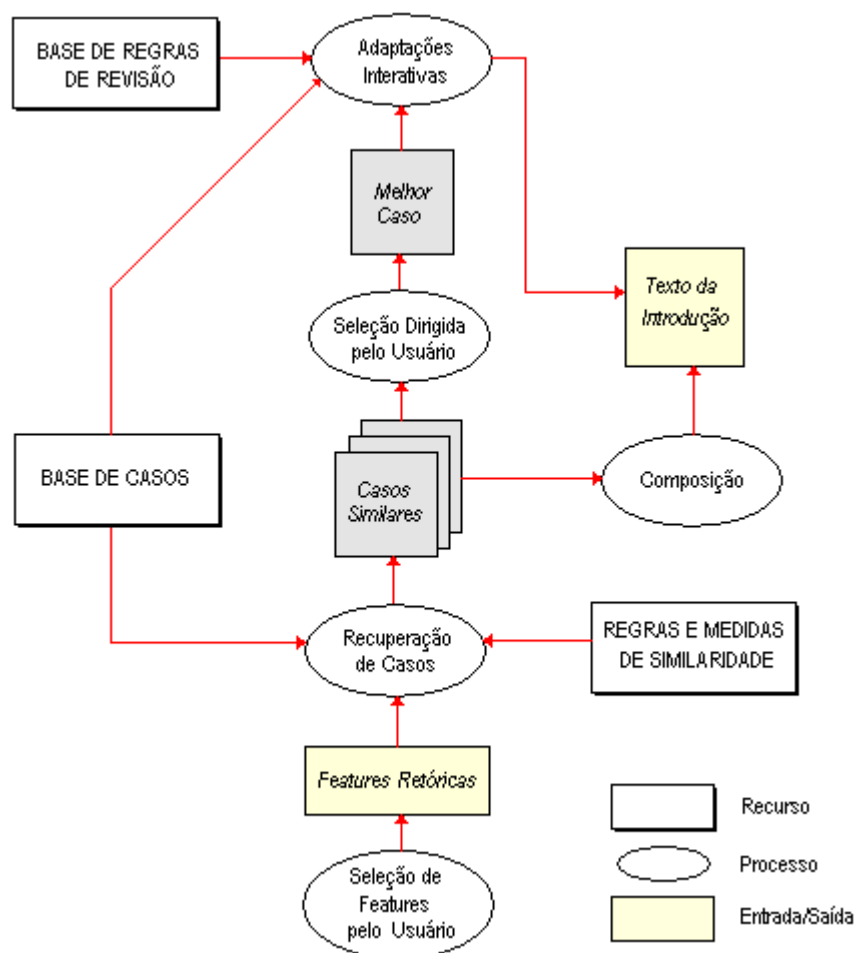 BASE DE REGRAS
DE REVISÃO
Adaptações
Interativas
Melhor
Caso
Texto da
Introdução
Seleção Dirigida
pelo Usuário
BASE DE CASOS
Casos
Similares
Composição
Recuperação
de Casos
REGRAS E MEDIDAS
DE SIMILARIDADE
Features Retóricas
Recurso
Seleção de
Features
pelo Usuário
Processo
Entrada/Saída